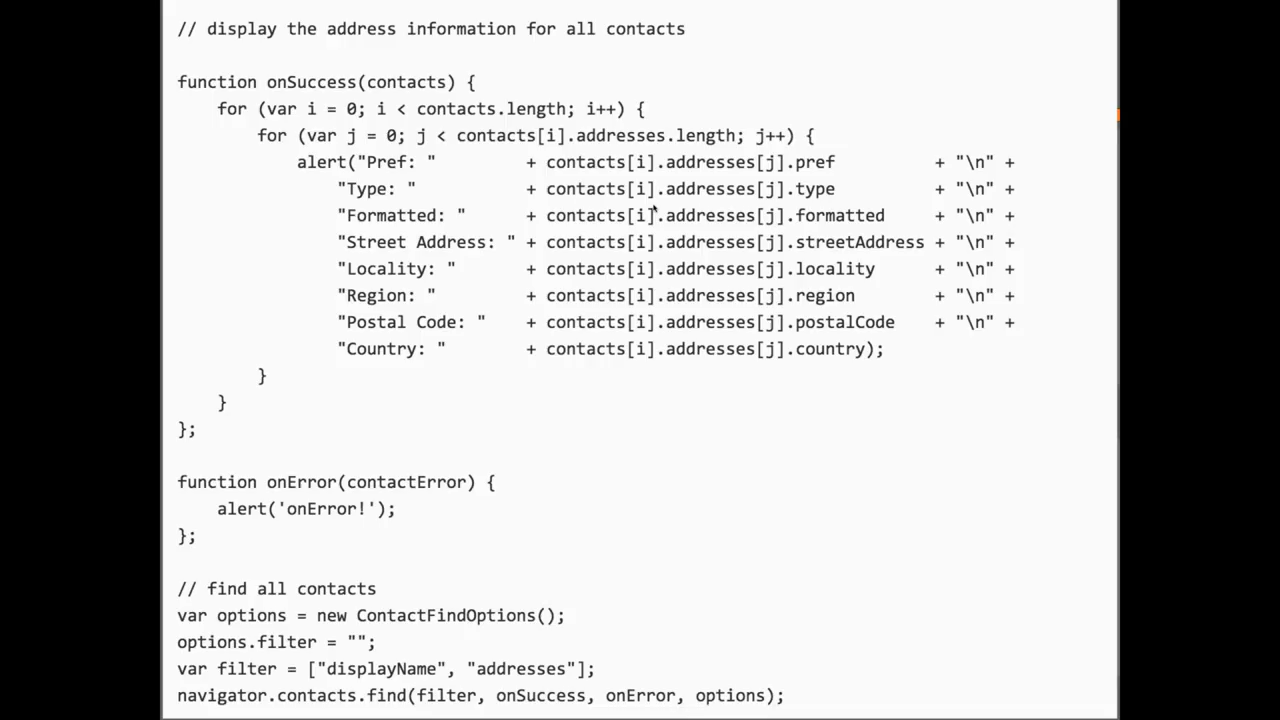 // display the address information for all contacts
function onSuccess(contacts) {
for (var i = 0; i < contacts.length; i++) {
for (var j = 0; j < contacts[i].addresses.length; j++) {
alert("Pref: " + contacts[i].addresses[j].pref + "\n" +
"Type: " + contacts[i].addresses[j].type + "\n" +
"Formatted: " + contacts[i].addresses[j].formatted + "\n" +
"Street Address: " + contacts[i].addresses[j].streetAddress + "\n" +
"Locality: " + contacts[i].addresses[j].locality + "\n" +
"Region: " + contacts[i].addresses[j].region + "\n" +
"Postal Code: " + contacts[i].addresses[j].postalCode + "\n" +
"Country: " + contacts[i].addresses[j].country);
}
}
};
function onError(contactError) {
alert('onError!');
};
// find all contacts
var options = new ContactFindOptions();
options.filter = "";
var filter = ["displayName", "addresses"];
navigator.contacts.find(filter, onSuccess, onError, options);